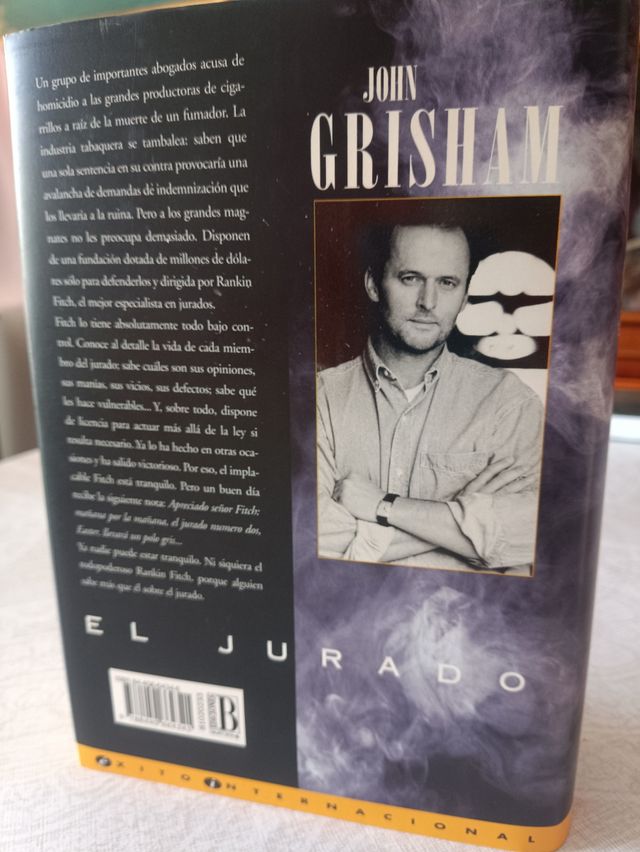 Un grupo de importantes abogados acusa de
homicidio a las grandes productoras de ciga-
rrillos a raíz de la muerte de un fumador. La
industria tabaquera se tambalea: saben que
una sola sentencia en su contra provocaría una
avalancha de demandas de indemnización que
los llevaría a la ruina. Pero a los grandes mag-
nates no les preocupa demasiado. Disponen
de una fundación dotada de millones de dóla-
res sólo para defenderlos y dirigida por Rankin
Fitch, el mejor especialista en jurados.
Fitch lo tiene absolutamente todo bajo con-
trol. Conoce al detalle la vida de cada miem-
bro del jurado; sabe cuáles son sus opiniones,
sus manías, sus vicios, sus defectos; sabe qué
les hace vulnerables... Y, sobre todo, dispone
de licencia para actuar más allá de la ley si
resulta necesario. Ya lo ha hecho en otras oca-
siones y ha salido victorioso. Por eso, el impla-
cable Fitch está tranquilo. Pero un buen día
recibe la siguiente nota: Apreciado señor Fitch:
mañana por la mañana, el jurado numero dos,
Easter, llevará un polo gris...
Ya nadie puede estar tranquilo. Ni siquiera el
todopoderoso Rankin Fitch, porque alguien
sabe más que él sobre el jurado.
JOHN
GRISHAM
EL JURADO
B
ÉXITO INTERNACIONAL